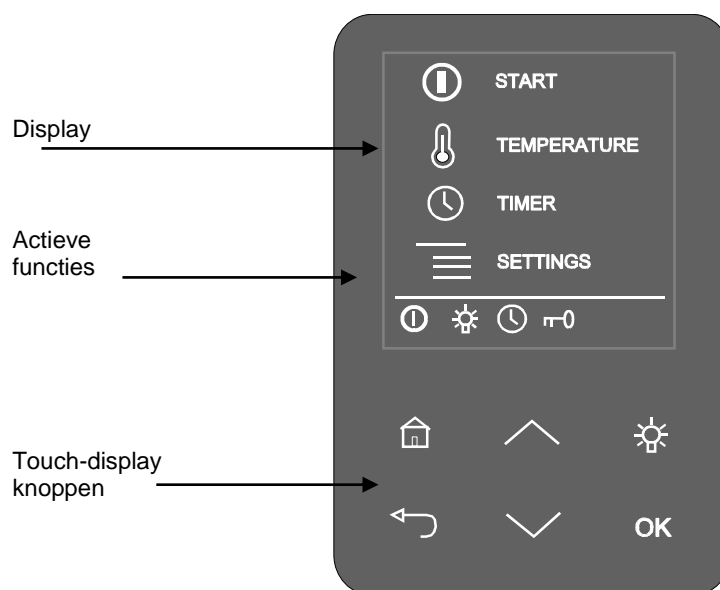 START
Display
TEMPERATURE
TIMER
Actieve
functies
SETTINGS
Touch-display
knoppen
OK